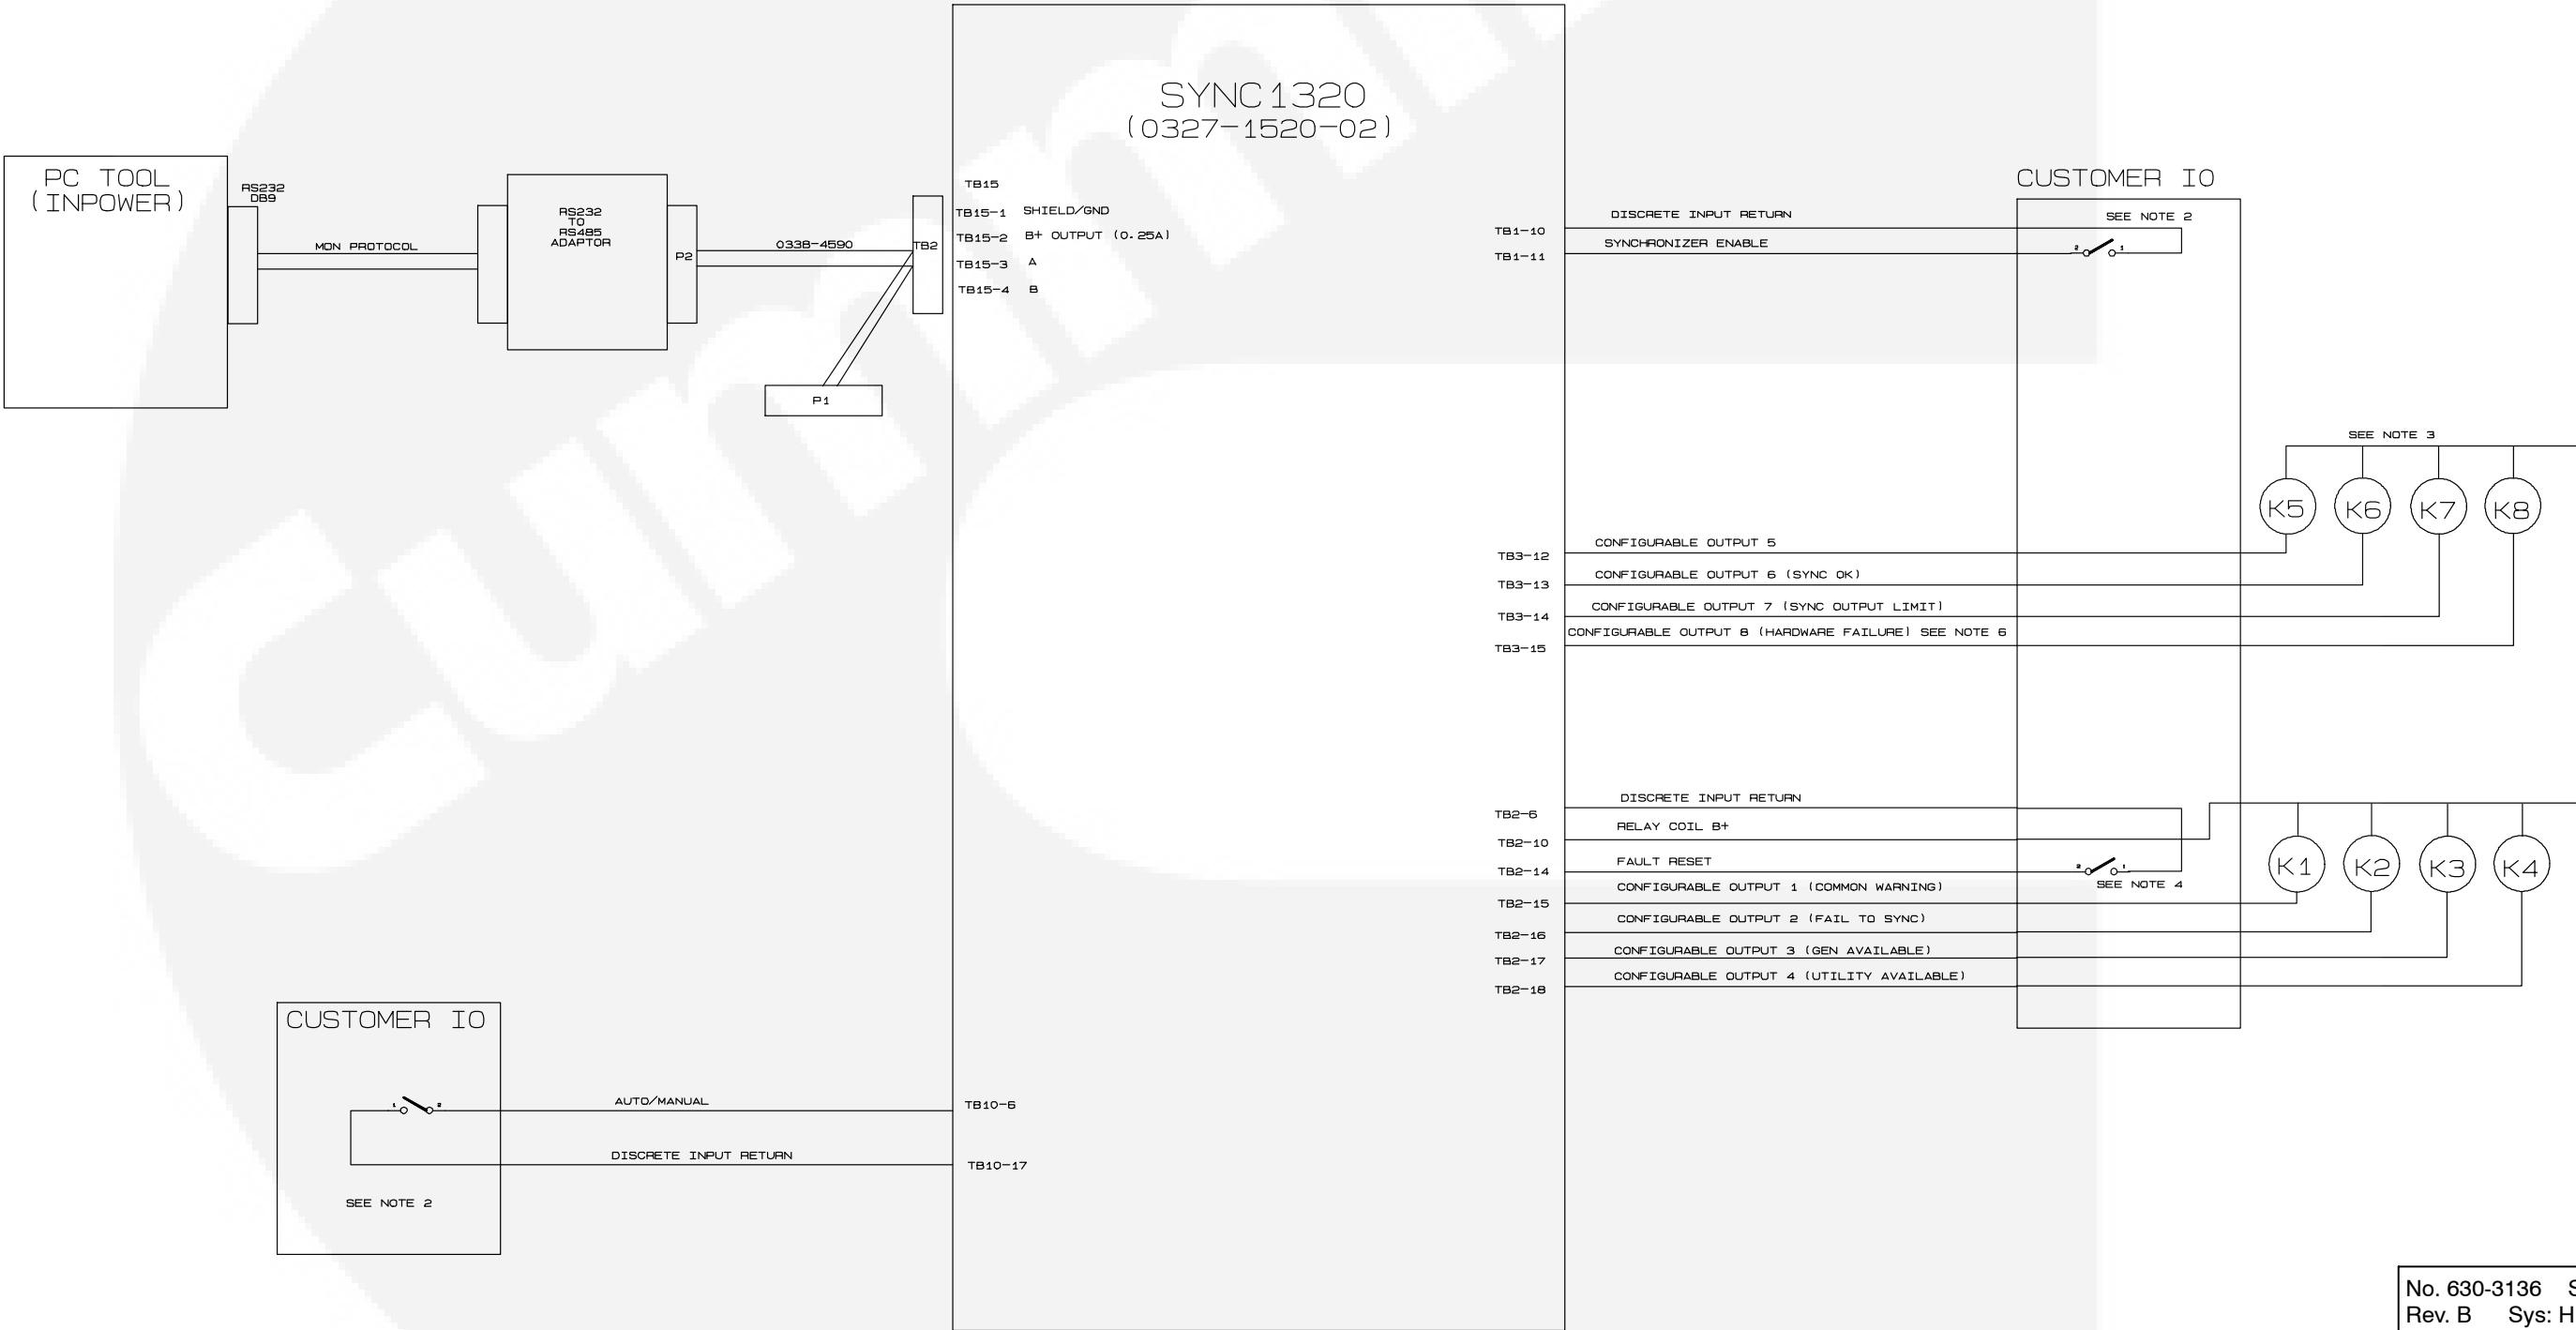 SYNC1320
(0327-1520-02)
PC TOOL
(INPOWER)
RS232
DB9
MON PROTOCOL
RS232
TO
RS485
ADAPTOR
P2
0338-4590
TB2
P1
TB15
TB15-1 SHIELD/GND
TB15-2 B+ OUTPUT (0.25A)
TB15-3 A
TB15-4 B
CUSTOMER IO
TB1-10 DISCRETE INPUT RETURN
SEE NOTE 2
TB1-11 SYNCHRONIZER ENABLE
2 1
SEE NOTE 3
K5 K6 K7 K8
TB3-12 CONFIGURABLE OUTPUT 5
TB3-13 CONFIGURABLE OUTPUT 6 (SYNC OK)
TB3-14 CONFIGURABLE OUTPUT 7 (SYNC OUTPUT LIMIT)
TB3-15 CONFIGURABLE OUTPUT 8 (HARDWARE FAILURE) SEE NOTE 6
TB2-6 DISCRETE INPUT RETURN
TB2-10 RELAY COIL B+
TB2-14 FAULT RESET
2 1
SEE NOTE 4
K1 K2 K3 K4
TB2-15 CONFIGURABLE OUTPUT 1 (COMMON WARNING)
TB2-16 CONFIGURABLE OUTPUT 2 (FAIL TO SYNC)
TB2-17 CONFIGURABLE OUTPUT 3 (GEN AVAILABLE)
TB2-18 CONFIGURABLE OUTPUT 4 (UTILITY AVAILABLE)
CUSTOMER IO
1 2
AUTO/MANUAL TB10-6
DISCRETE INPUT RETURN TB10-17
SEE NOTE 2
No. 630-3136 S
Rev. B Sys: H
Cummin